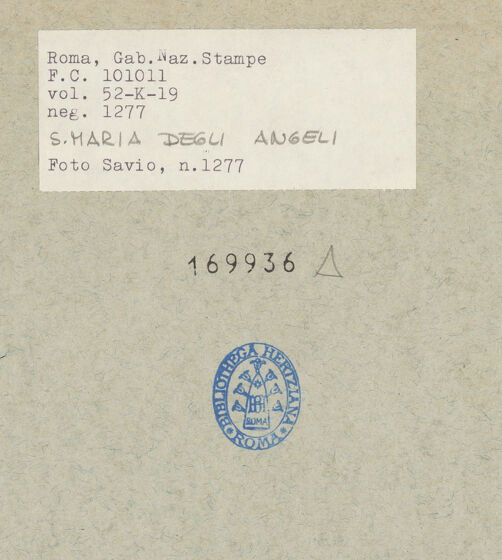 Roma, Gab.Naz.Stampe
F.C. 101011
vol. 52-K-19
neg. 1277
S.MARIA DEGLI ANGELI
Foto Savio, n.1277
169936
BIBLIOTHECA HERTZIANA
ROMA
ROMA